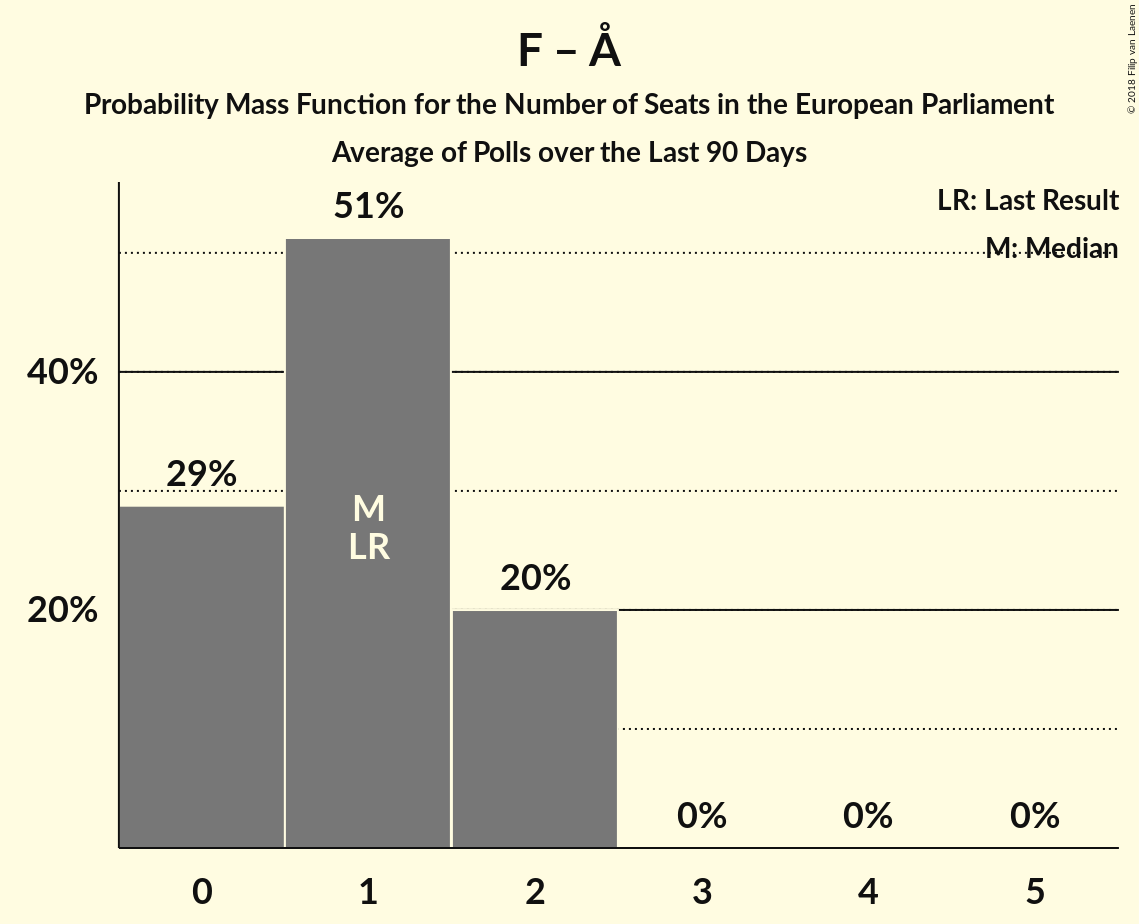 F – Å
Probability Mass Function for the Number of Seats in the European Parliament
Average of Polls over the Last 90 Days
© 2018 Filip van Laenen
LR: Last Result
M: Median
51%
40%
29%
M
LR
20%
20%
0%
0%
0%
0
1
2
3
4
5